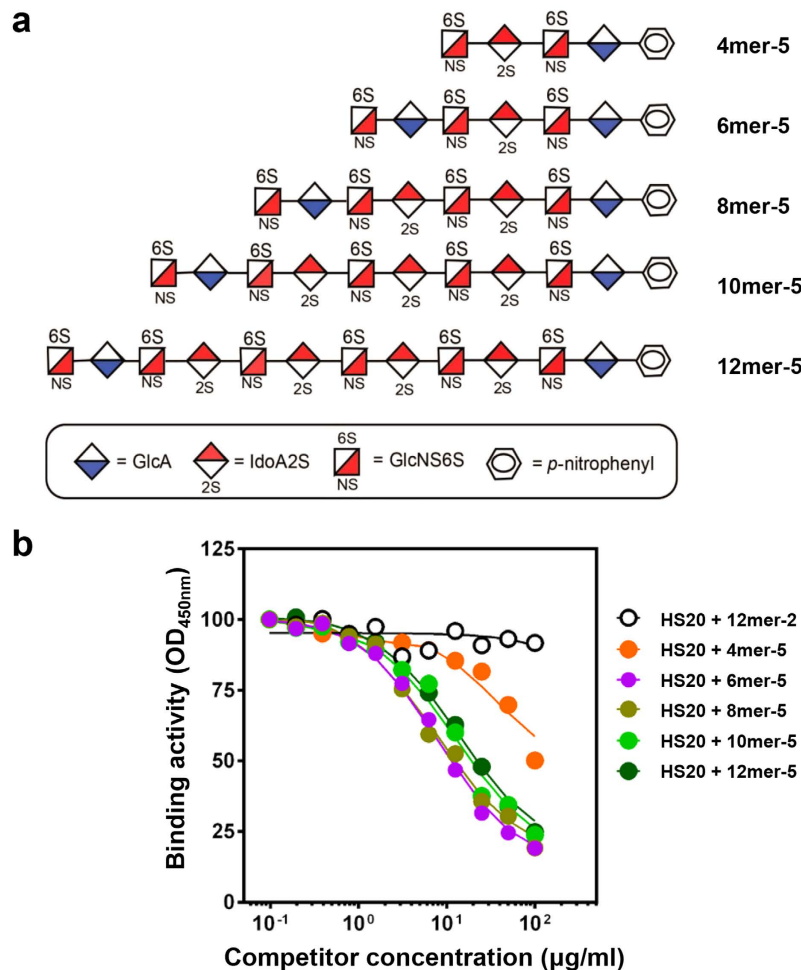 a
6S 6S
NS 2S NS
4mer-5
6S 6S 6S
NS NS 2S NS
6mer-5
6S 6S 6S 6S
NS NS 2S NS 2S NS
8mer-5
6S 6S 6S 6S 6S
NS NS 2S NS 2S NS 2S NS
10mer-5
6S 6S 6S 6S 6S 6S
NS NS 2S NS 2S NS 2S NS 2S NS
12mer-5
6S
= GlcA = IdoA2S = GlcNS6S = p-nitrophenyl
2S NS
b
Binding activity (OD450nm)
125
100
75
50
25
0
10-1 100 101 102
Competitor concentration (µg/ml)
HS20 + 12mer-2
HS20 + 4mer-5
HS20 + 6mer-5
HS20 + 8mer-5
HS20 + 10mer-5
HS20 + 12mer-5